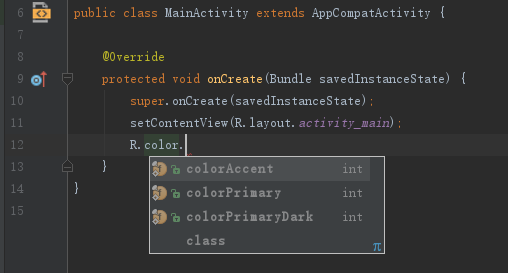 6 public class MainActivity extends AppCompatActivity {
7
8 @Override
9 protected void onCreate(Bundle savedInstanceState) {
10 super.onCreate(savedInstanceState);
11 setContentView(R.layout.activity_main);
12 R.color.
colorAccent int
13 }
colorPrimary int
14 }
colorPrimaryDark int
15
class
π